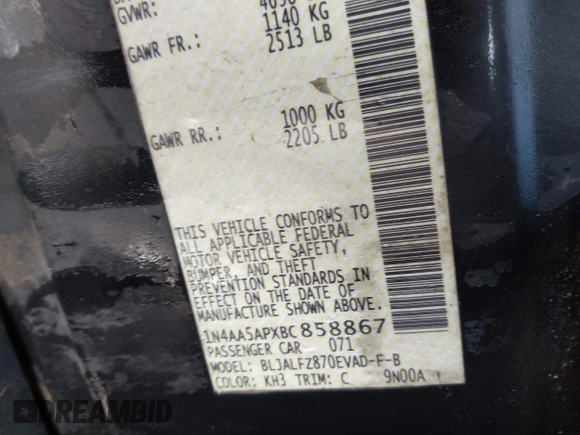 GVWR:
1140 KG
GAWR FR.: 2513 LB
1000 KG
GAWR RR.: 2205 LB
THIS VEHICLE CONFORMS TO
ALL APPLICABLE FEDERAL
MOTOR VEHICLE SAFETY,
BUMPER, AND THEFT
PREVENTION STANDARDS IN
EFFECT ON THE DATE OF
MANUFACTURE SHOWN ABOVE.
1N4AA5APXBC858867
PASSENGER CAR 071
MODEL: BLJALFZ870EVAD-F-B
COLOR: KH3 TRIM: C 9N00A
DREAMBID